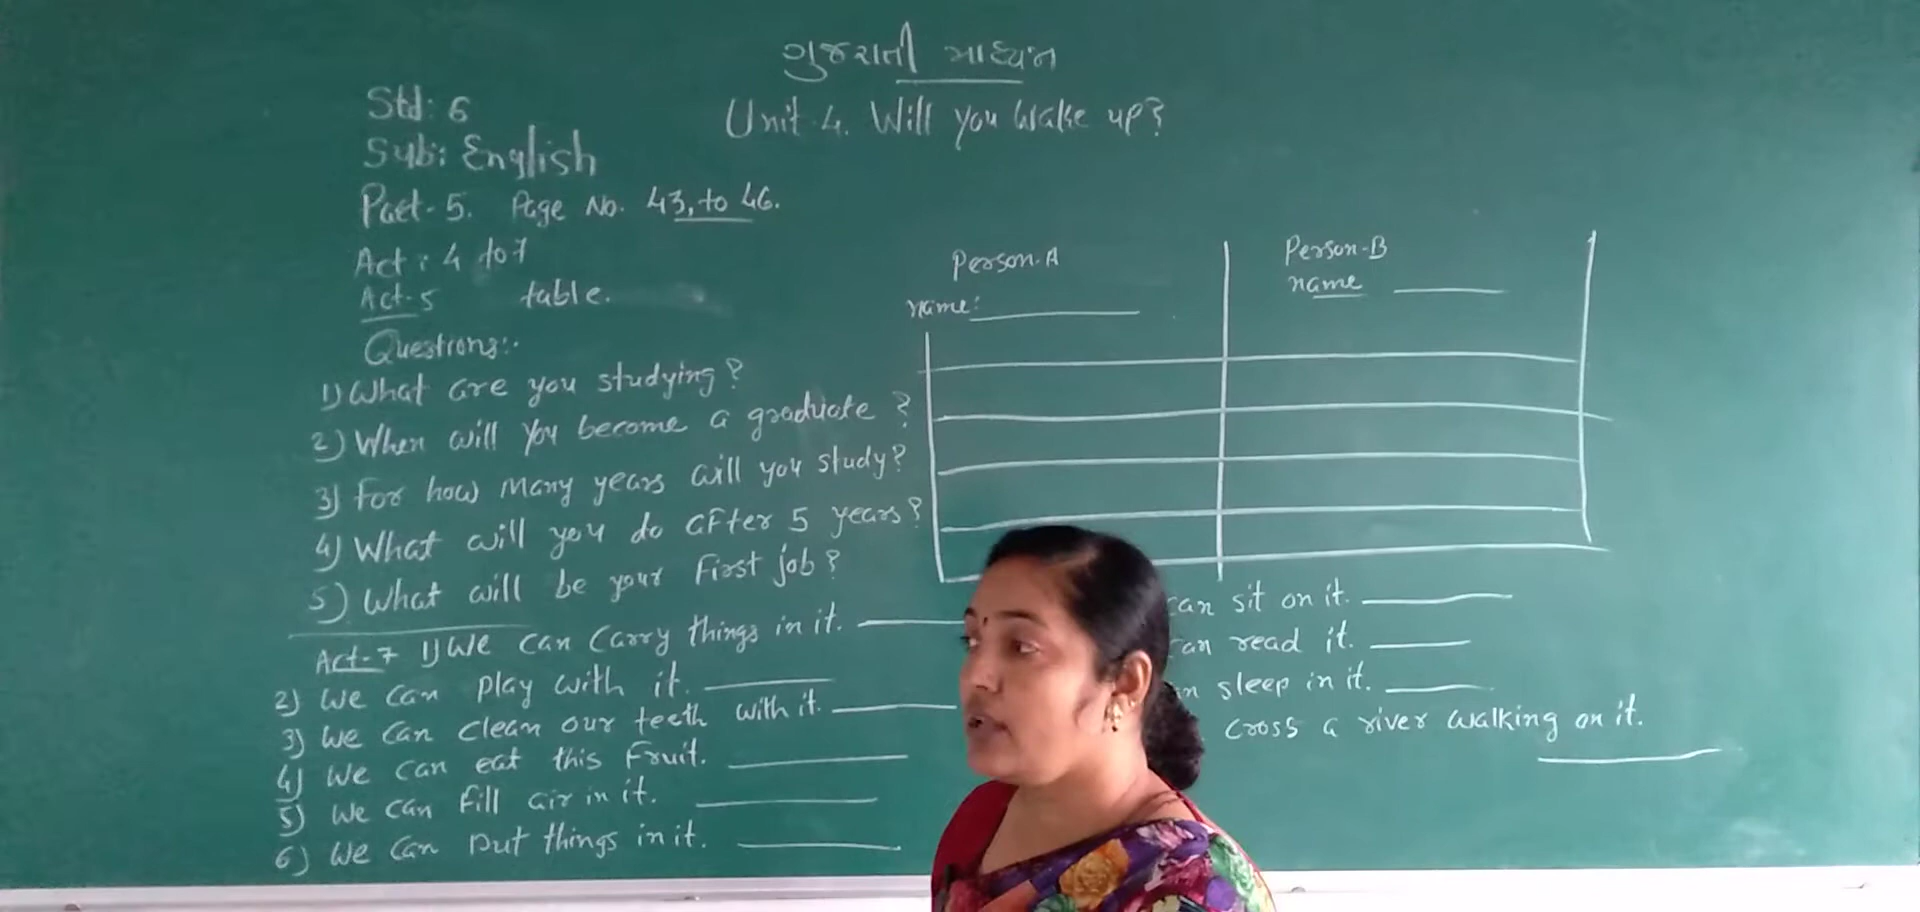 ગુજરાતી માધ્યમ
Unit 4. Will you wake up?
Std: 6
Sub: English
Part-5. Page No. 43, to 46.
Act: 4 to 7
Act-5 table.
Questions:-
1) What are you studying?
2) When will you become a graduate?
3) For how many years will you study?
4) What will you do after 5 years?
5) What will be your first job?
Person-A
name:
Person-B
name
Act-7 1) We can carry things in it.
2) We can play with it.
3) We can clean our teeth with it.
4) We can eat this fruit.
5) We can fill air in it.
6) We can put things in it.
can sit on it.
can read it.
sleep in it.
cross a river walking on it.